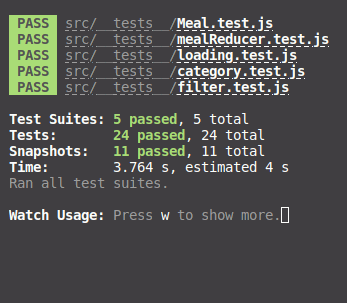 PASS src/__tests__/Meal.test.js
PASS src/__tests__/mealReducer.test.js
PASS src/__tests__/loading.test.js
PASS src/__tests__/category.test.js
PASS src/__tests__/filter.test.js
Test Suites: 5 passed, 5 total
Tests: 24 passed, 24 total
Snapshots: 11 passed, 11 total
Time: 3.764 s, estimated 4 s
Ran all test suites.
Watch Usage: Press w to show more.